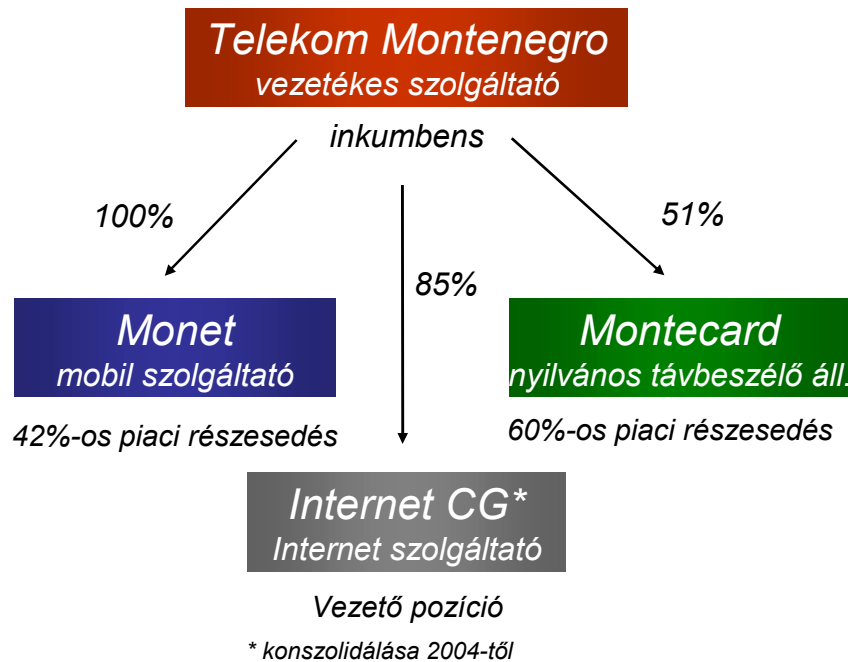 Telekom Montenegro
vezetékes szolgáltató
inkumbens
100%
51%
85%
Monet
mobil szolgáltató
Montecard
nyilvános távbeszélő áll.
42%-os piaci részesedés
60%-os piaci részesedés
Internet CG*
Internet szolgáltató
Vezető pozíció
* konszolidálása 2004-től